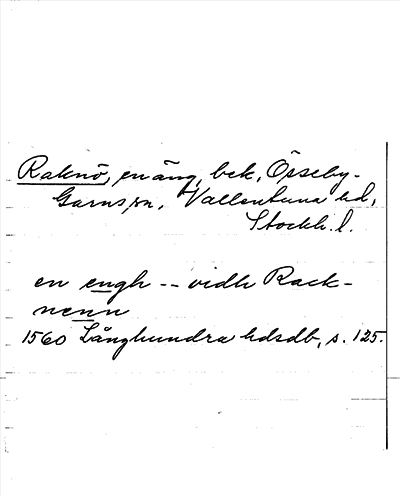 Raknö, en äng, bek, Össeby-
Garns sn, Vallentuna hd,
Stockh. l.
en engh -- vidh Rack-
nenn
1560 Långhundra hdsdb, s. 125.